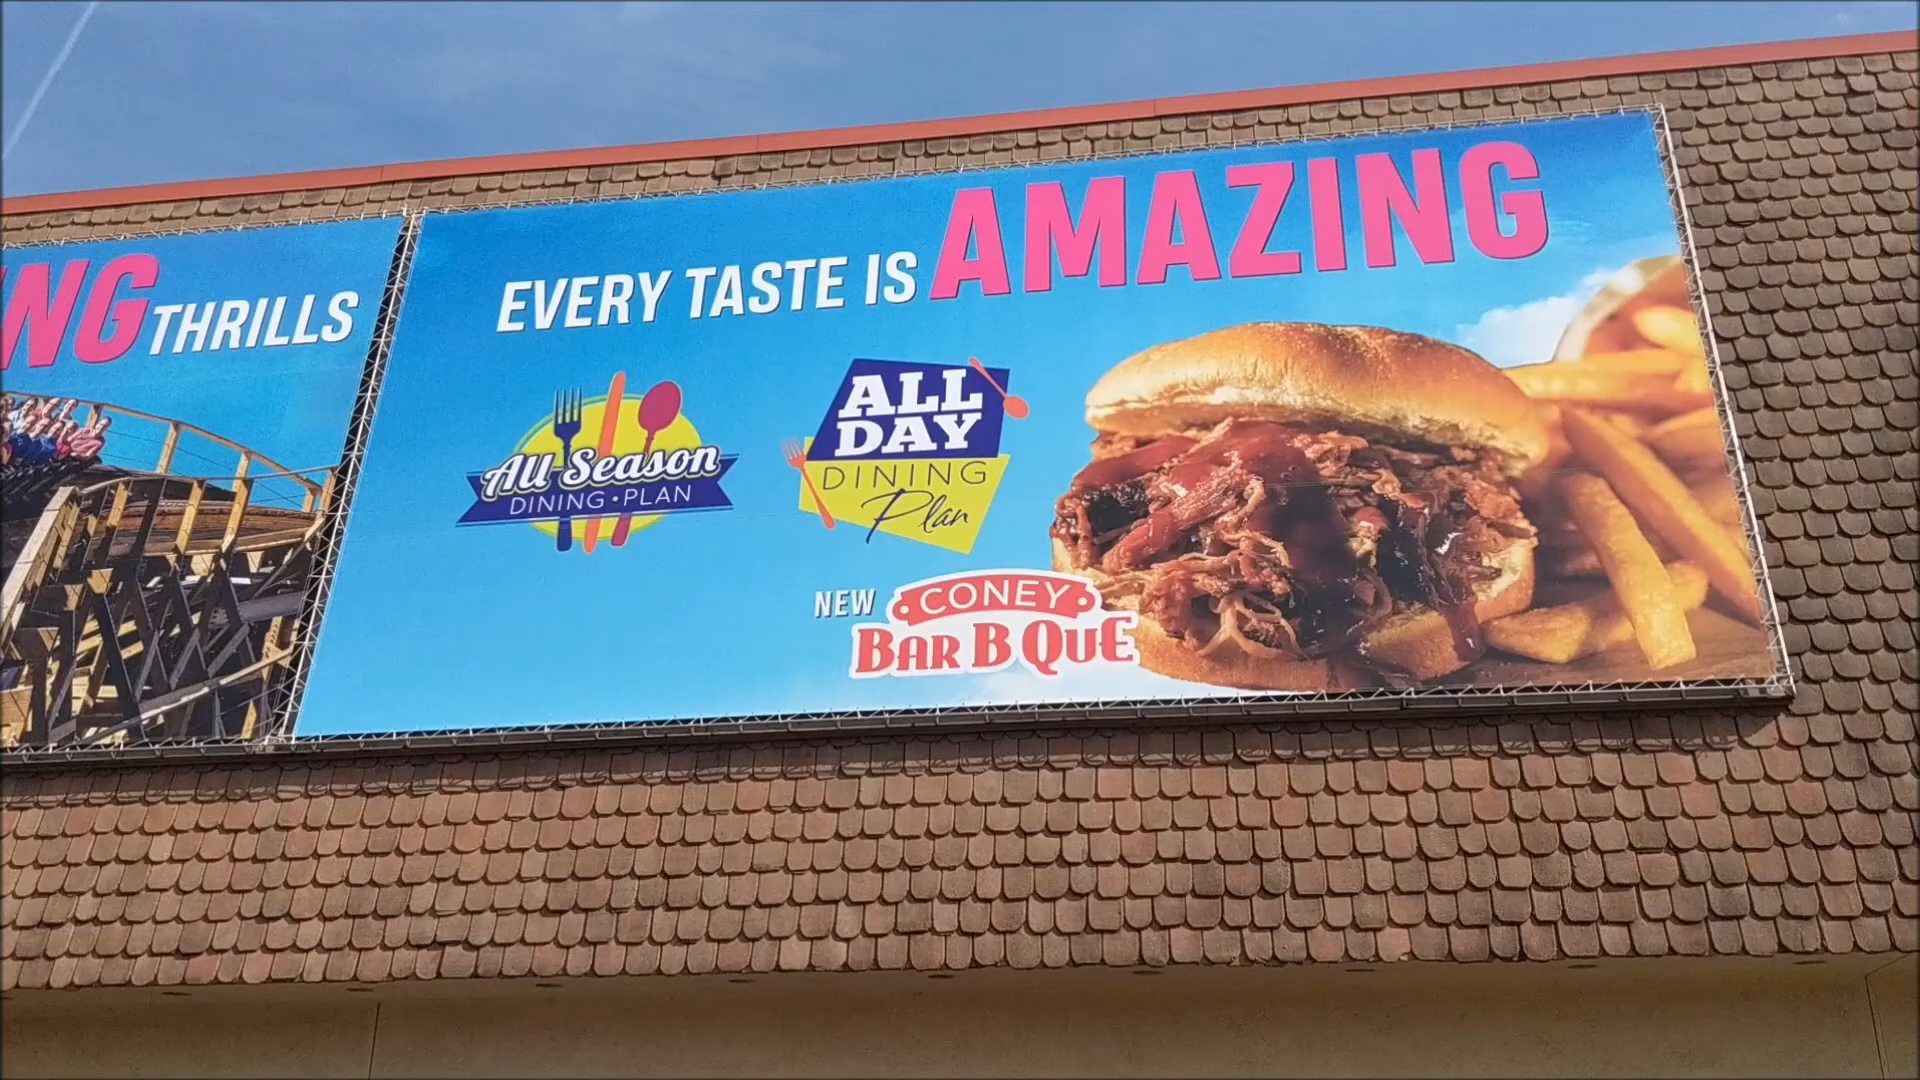 NG THRILLS
EVERY TASTE IS AMAZING
All Season
DINING • PLAN
ALL
DAY
DINING
Plan
NEW CONEY
BAR B QUE